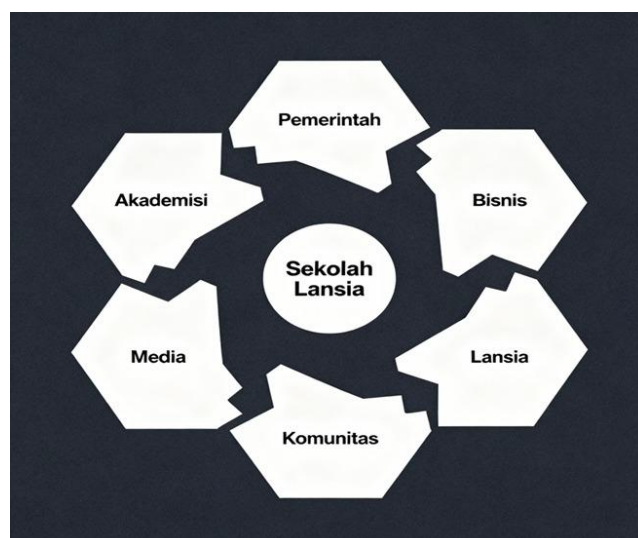 Pemerintah
Akademisi
Bisnis
Sekolah
Lansia
Media
Lansia
Komunitas